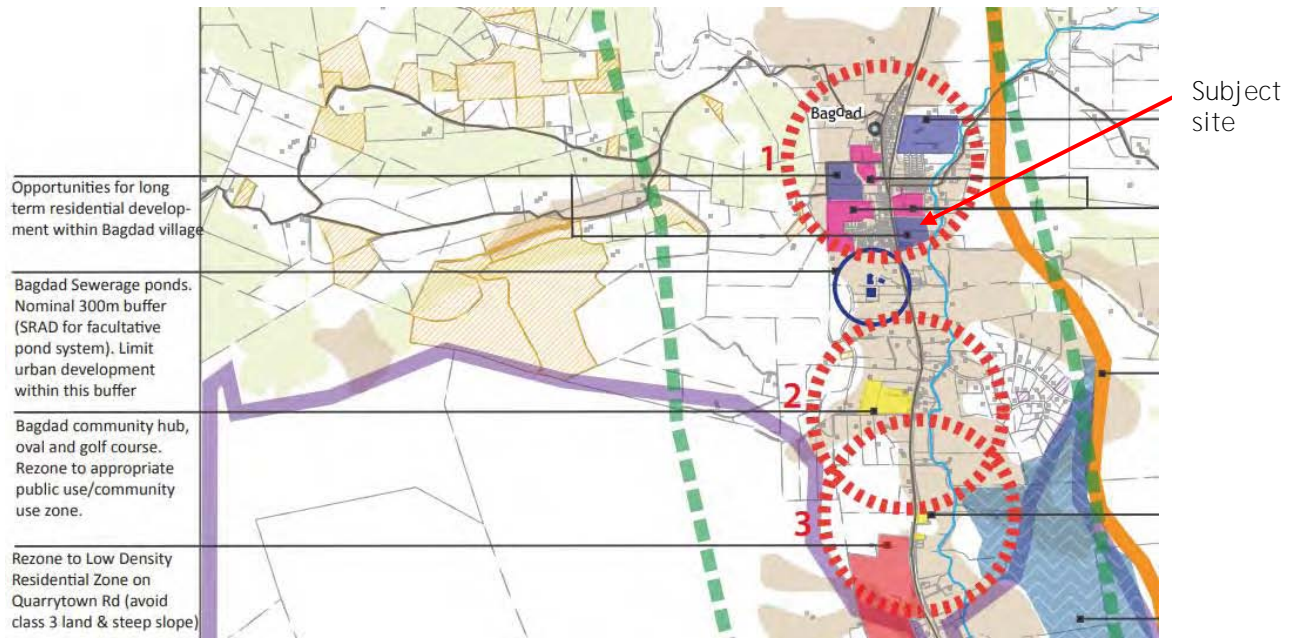 Bagdad
Subject
site
1
Opportunities for long
term residential develop-
ment within Bagdad village
Bagdad Sewerage ponds.
Nominal 300m buffer
(SRAD for facultative
pond system). Limit
urban development
within this buffer
2
Bagdad community hub,
oval and golf course.
Rezone to appropriate
public use/community
use zone.
3
Rezone to Low Density
Residential Zone on
Quarrytown Rd (avoid
class 3 land & steep slope)